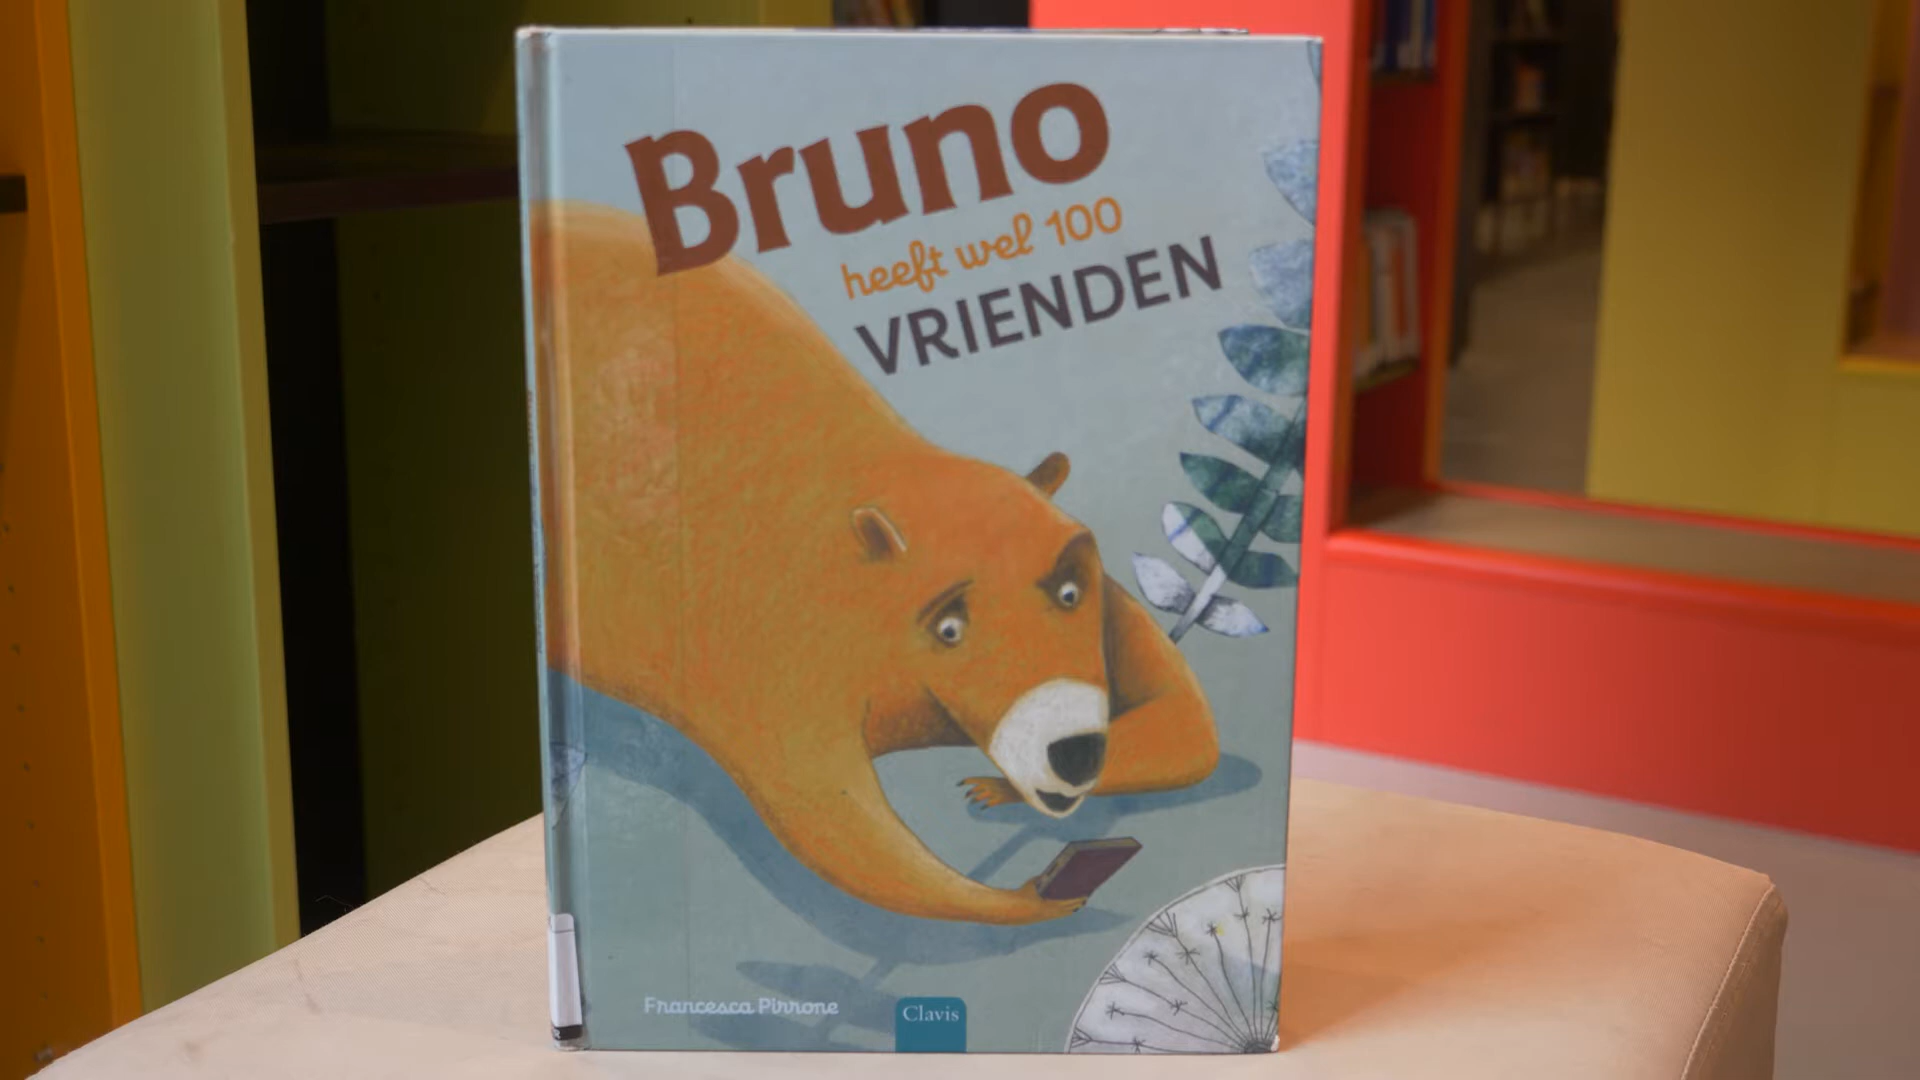 Bruno
heeft wel 100
VRIENDEN
Francesca Pirrone
Clavis